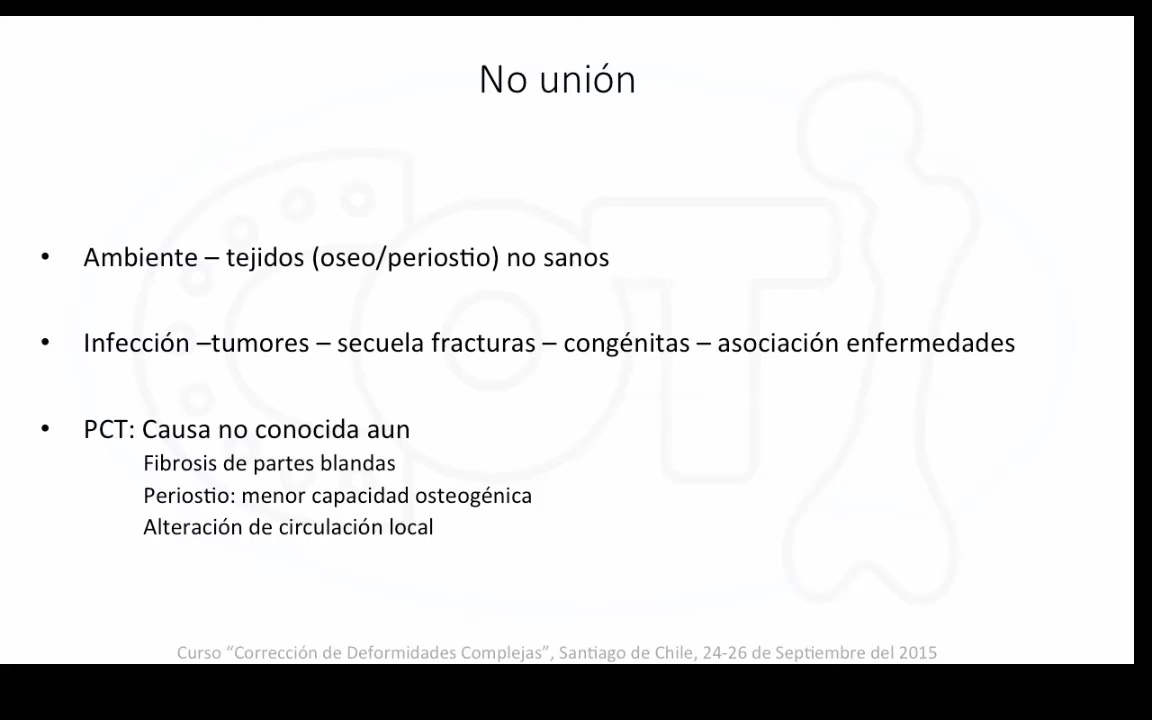 No unión
• Ambiente – tejidos (oseo/periostio) no sanos
• Infección –tumores – secuela fracturas – congénitas – asociación enfermedades
• PCT: Causa no conocida aun
Fibrosis de partes blandas
Periostio: menor capacidad osteogénica
Alteración de circulación local
COTi
Curso “Corrección de Deformidades Complejas”, Santiago de Chile, 24-26 de Septiembre del 2015